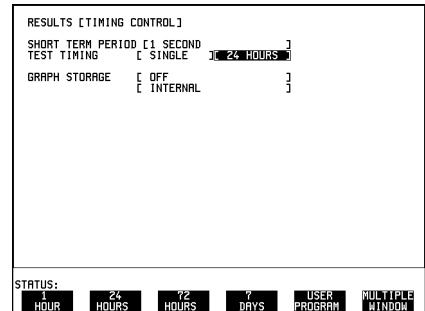 RESULTS [TIMING CONTROL]
SHORT TERM PERIOD [1 SECOND ]
TEST TIMING [ SINGLE ][ 24 HOURS ]
GRAPH STORAGE [ OFF ]
[ INTERNAL ]
STATUS:
1 HOUR 24 HOURS 72 HOURS 7 DAYS USER PROGRAM MULTIPLE WINDOW